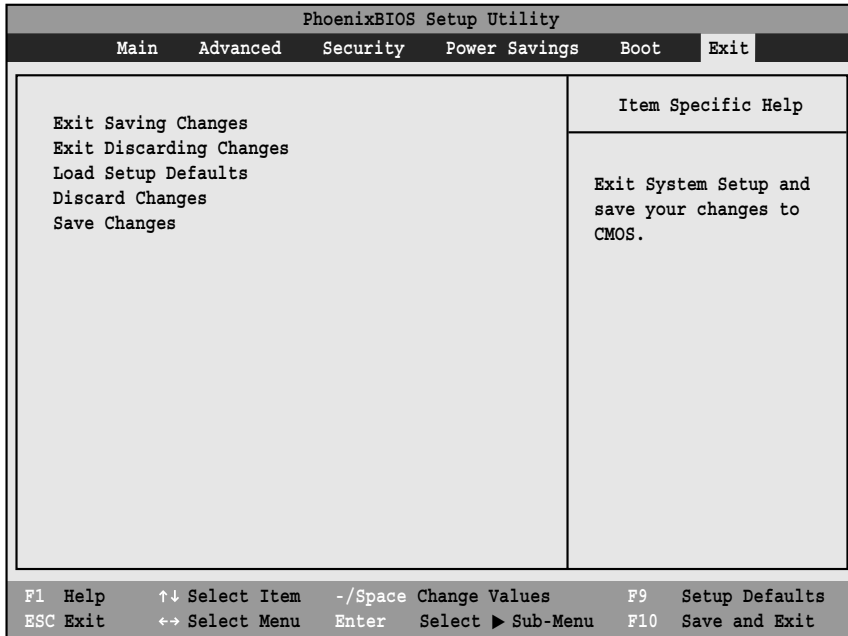 PhoenixBIOS Setup Utility
Main Advanced Security Power Savings Boot Exit
Exit Saving Changes
Exit Discarding Changes
Load Setup Defaults
Discard Changes
Save Changes
Item Specific Help
Exit System Setup and
save your changes to
CMOS.
F1 Help ↑↓ Select Item -/Space Change Values F9 Setup Defaults
ESC Exit ←→ Select Menu Enter Select ▶ Sub-Menu F10 Save and Exit